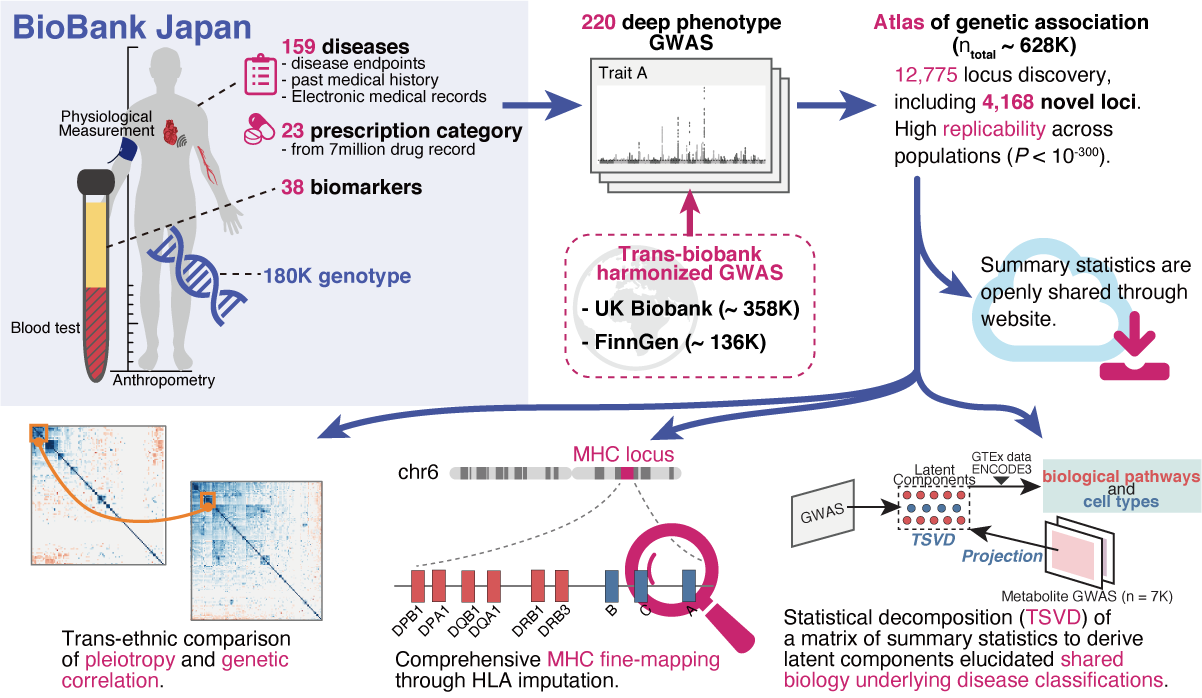 BioBank Japan
159 diseases
- disease endpoints
- past medical history
- Electronic medical records
Physiological
Measurement
23 prescription category
- from 7million drug record
38 biomarkers
180K genotype
Blood test
Anthropometry
220 deep phenotype
GWAS
Trait A
Trans-biobank
harmonized GWAS
- UK Biobank (~ 358K)
- FinnGen (~ 136K)
Atlas of genetic association
(ntotal ~ 628K)
12,775 locus discovery,
including 4,168 novel loci.
High replicability across
populations (P < 10-300).
Summary statistics are
openly shared through
website.
Trans-ethnic comparison
of pleiotropy and genetic
correlation.
MHC locus
chr6
DPB1
DPA1
DQB1
DQA1
DRB1
DRB3
B
C
A
Comprehensive MHC fine-mapping
through HLA imputation.
GWAS
Latent
Components
TSVD
GTEx data
ENCODE3
biological pathways
and
cell types
Projection
Metabolite GWAS (n = 7K)
Statistical decomposition (TSVD) of
a matrix of summary statistics to derive
latent components elucidated shared
biology underlying disease classifications.